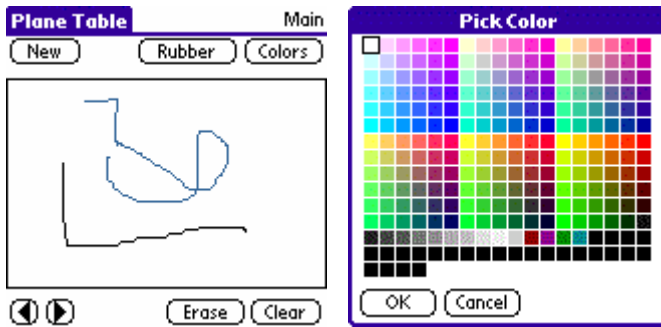 Plane Table Main
New Rubber Colors
Erase Clear
Pick Color
OK Cancel